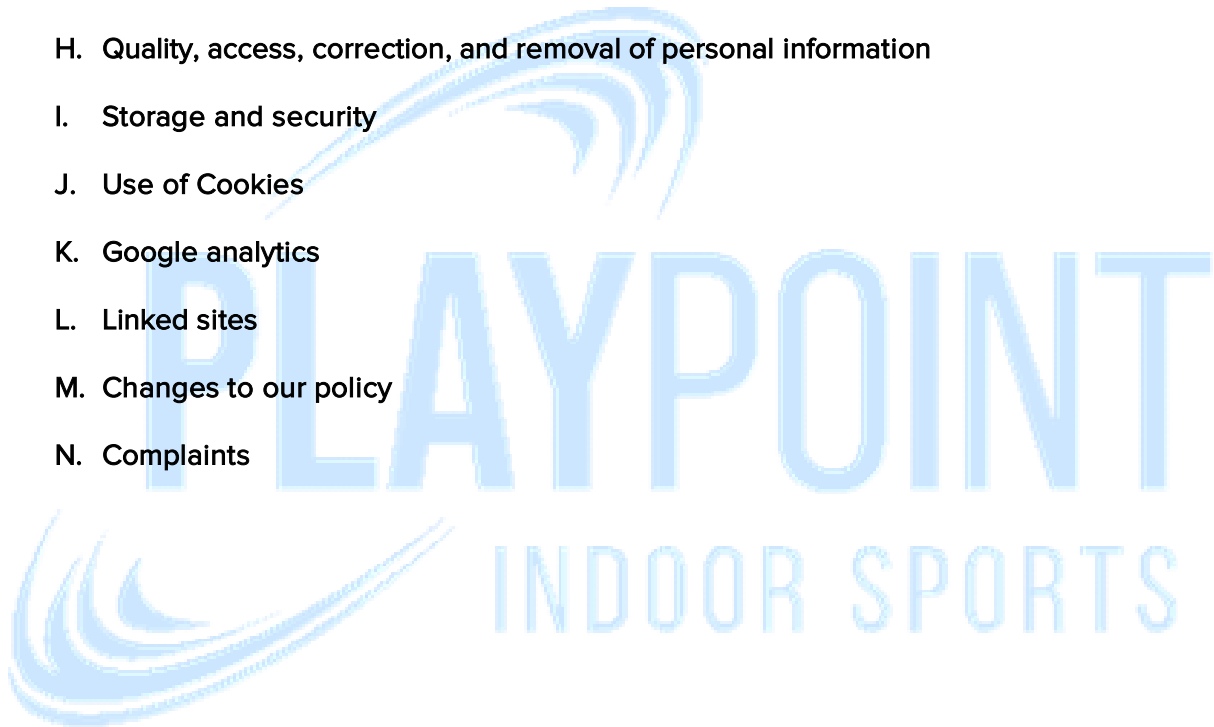 H. Quality, access, correction, and removal of personal information
I. Storage and security
J. Use of Cookies
K. Google analytics
L. Linked sites
M. Changes to our policy
N. Complaints
PLAYPOINT
INDOOR SPORTS